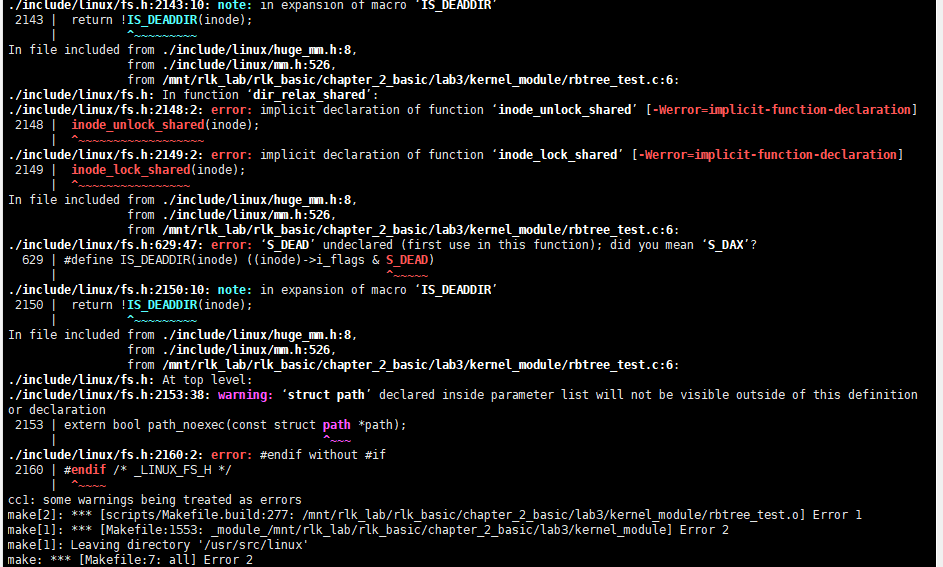 ./include/linux/fs.h:2143:10: note: in expansion of macro ‘IS_DEADDIR’
 2143 |  return !IS_DEADDIR(inode);
      |          ^~~~~~~~~~
In file included from ./include/linux/huge_mm.h:8,
                 from ./include/linux/mm.h:526,
                 from /mnt/rlk_lab/rlk_basic/chapter_2_basic/lab3/kernel_module/rbtree_test.c:6:
./include/linux/fs.h: In function ‘dir_relax_shared’:
./include/linux/fs.h:2148:2: error: implicit declaration of function ‘inode_unlock_shared’ [-Werror=implicit-function-declaration]
 2148 |  inode_unlock_shared(inode);
      |  ^~~~~~~~~~~~~~~~~~~
./include/linux/fs.h:2149:2: error: implicit declaration of function ‘inode_lock_shared’ [-Werror=implicit-function-declaration]
 2149 |  inode_lock_shared(inode);
      |  ^~~~~~~~~~~~~~~~~
In file included from ./include/linux/huge_mm.h:8,
                 from ./include/linux/mm.h:526,
                 from /mnt/rlk_lab/rlk_basic/chapter_2_basic/lab3/kernel_module/rbtree_test.c:6:
./include/linux/fs.h:629:47: error: ‘S_DEAD’ undeclared (first use in this function); did you mean ‘S_DAX’?
  629 | #define IS_DEADDIR(inode) ((inode)->i_flags & S_DEAD)
      |                                               ^~~~~~
./include/linux/fs.h:2150:10: note: in expansion of macro ‘IS_DEADDIR’
 2150 |  return !IS_DEADDIR(inode);
      |          ^~~~~~~~~~
In file included from ./include/linux/huge_mm.h:8,
                 from ./include/linux/mm.h:526,
                 from /mnt/rlk_lab/rlk_basic/chapter_2_basic/lab3/kernel_module/rbtree_test.c:6:
./include/linux/fs.h: At top level:
./include/linux/fs.h:2153:38: warning: ‘struct path’ declared inside parameter list will not be visible outside of this definition
or declaration
 2153 | extern bool path_noexec(const struct path *path);
      |                                      ^~~~
./include/linux/fs.h:2160:2: error: #endif without #if
 2160 | #endif /* _LINUX_FS_H */
      |  ^~~~~
cc1: some warnings being treated as errors
make[2]: *** [scripts/Makefile.build:277: /mnt/rlk_lab/rlk_basic/chapter_2_basic/lab3/kernel_module/rbtree_test.o] Error 1
make[1]: *** [Makefile:1553: _module_/mnt/rlk_lab/rlk_basic/chapter_2_basic/lab3/kernel_module] Error 2
make[1]: Leaving directory '/usr/src/linux'
make: *** [Makefile:7: all] Error 2